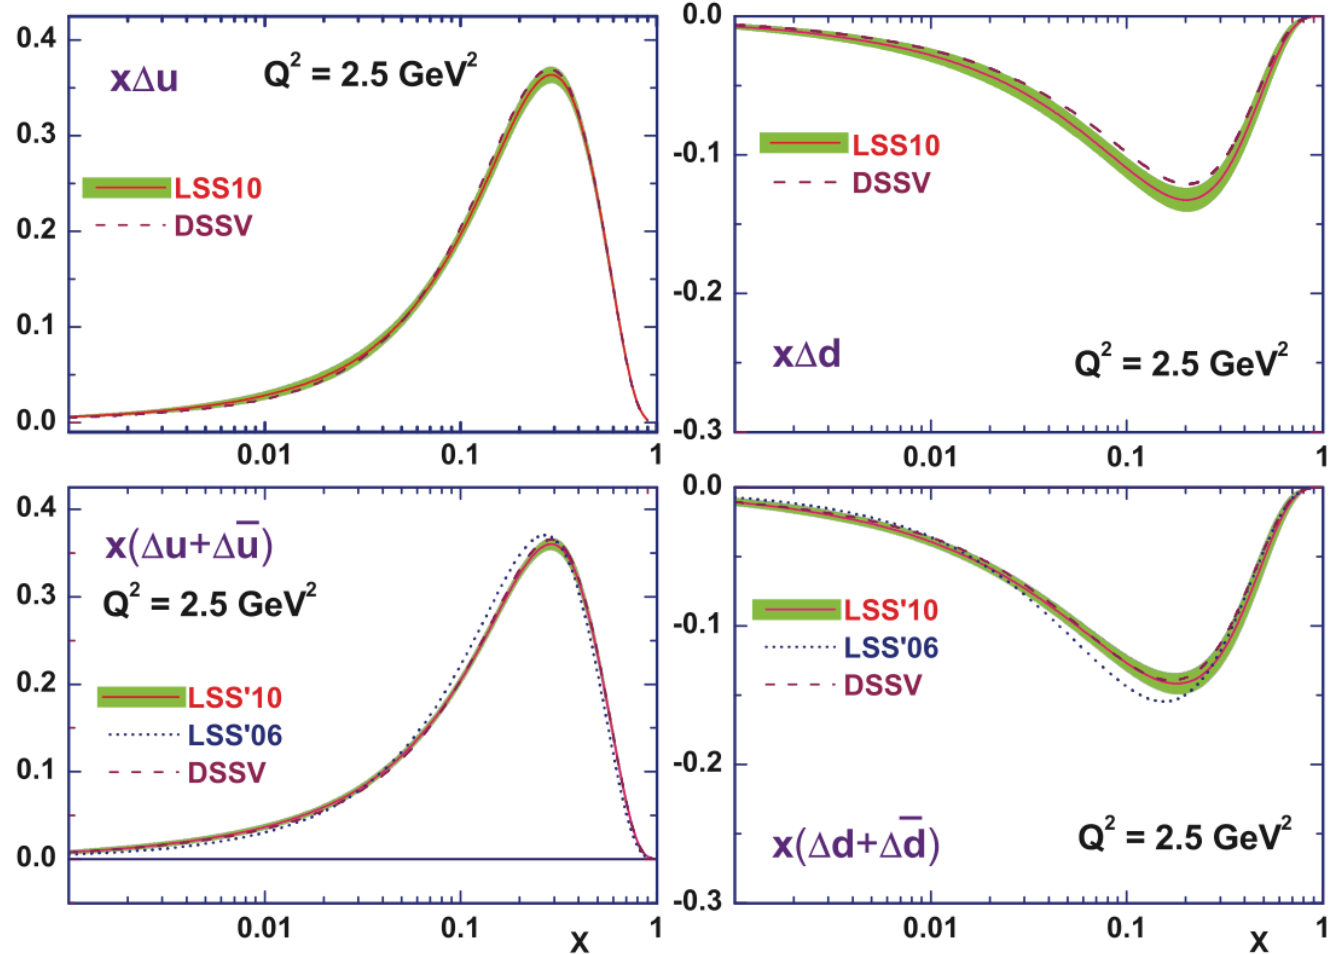 xΔu
Q² = 2.5 GeV²
LSS10
DSSV
0.4
0.3
0.2
0.1
0.0
0.01
0.1
1
0.0
-0.1
-0.2
-0.3
LSS10
DSSV
xΔd
Q² = 2.5 GeV²
0.01
0.1
1
0.4
0.3
0.2
0.1
0.0
x(Δu+Δu̅)
Q² = 2.5 GeV²
LSS'10
LSS'06
DSSV
0.01
0.1
X
1
0.0
-0.1
-0.2
-0.3
LSS'10
LSS'06
DSSV
x(Δd+Δd̅)
Q² = 2.5 GeV²
0.01
0.1
X
1